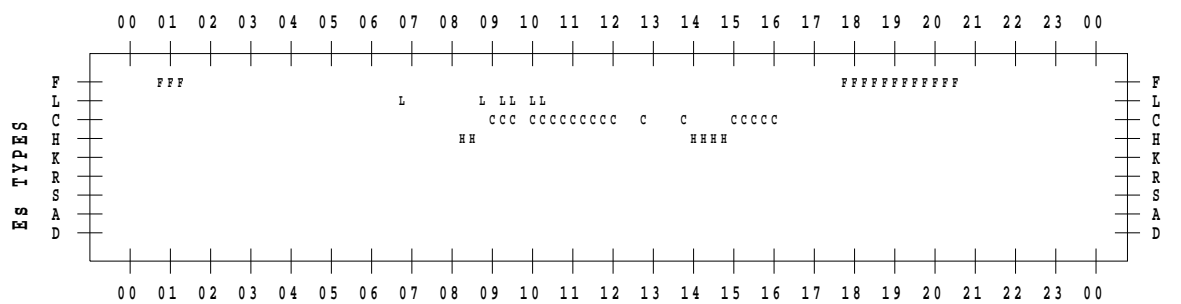 00 01 02 03 04 05 06 07 08 09 10 11 12 13 14 15 16 17 18 19 20 21 22 23 00
F FFF FFFFFFFFFFFF F
L L L LL LL L
C CCC CCCCCCCCC C C CCCCC C
H HH HHHH H
K K
R R
S S
A A
D D
Es TYPES
00 01 02 03 04 05 06 07 08 09 10 11 12 13 14 15 16 17 18 19 20 21 22 23 00